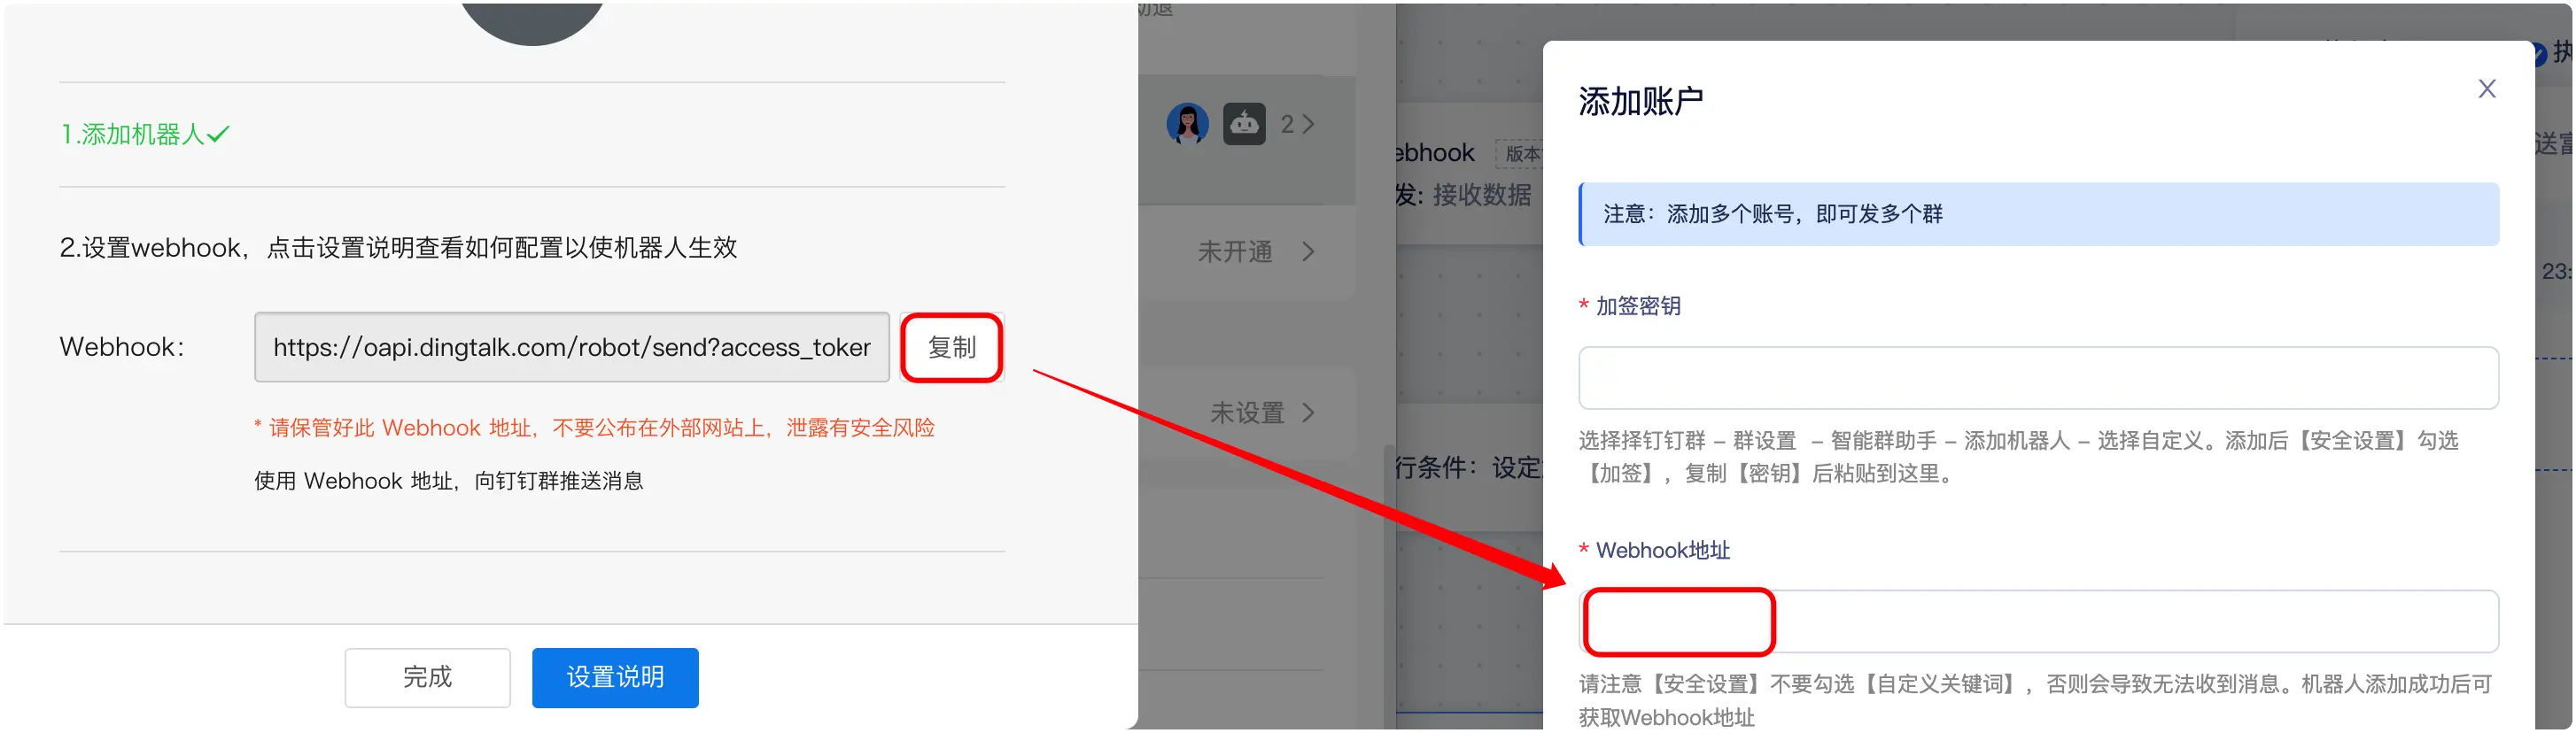 1.添加机器人
2.设置webhook，点击设置说明查看如何配置以使机器人生效
Webhook：
https://oapi.dingtalk.com/robot/send?access_token
复制
* 请保管好此 Webhook 地址，不要公布在外部网站上，泄露有安全风险
使用 Webhook 地址，向钉钉群推送消息
完成
设置说明
2
未开通
未设置
ebhook
版本
发: 接收数据
行条件：设定
添加账户
注意：添加多个账号，即可发多个群
* 加签密钥
选择择钉钉群 – 群设置 – 智能群助手 – 添加机器人 – 选择自定义。添加后【安全设置】勾选
【加签】，复制【密钥】后粘贴到这里。
* Webhook地址
请注意【安全设置】不要勾选【自定义关键词】，否则会导致无法收到消息。机器人添加成功后可
获取Webhook地址
执
23: